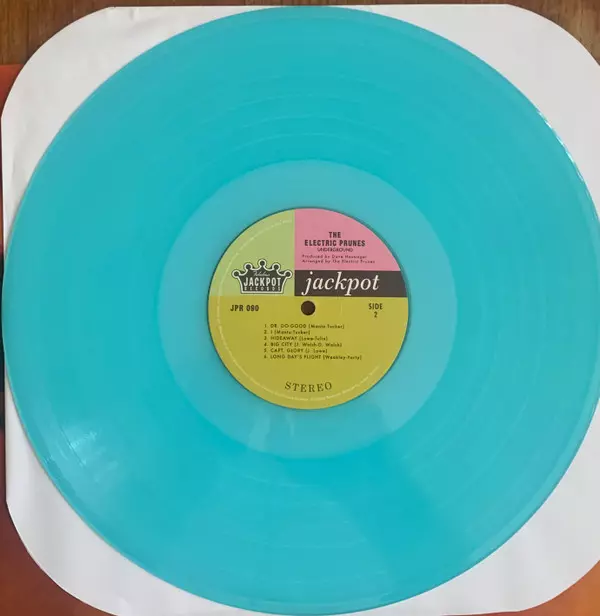 THE
ELECTRIC PRUNES
UNDERGROUND
Produced by Dave Hassinger
Arranged by The Electric Prunes
JACKPOT
RECORDS
jackpot
JPR 090
SIDE
2
1. DR. DO-GOOD (Mantz-Tucker)
2. I (Mantz-Tucker)
3. HIDEAWAY (Lowe-Tulin)
4. BIG CITY (J. Walsh-D. Walsh)
5. CAPT. GLORY (J. Lowe)
6. LONG DAY'S FLIGHT (Weakley-Yorty)
STEREO